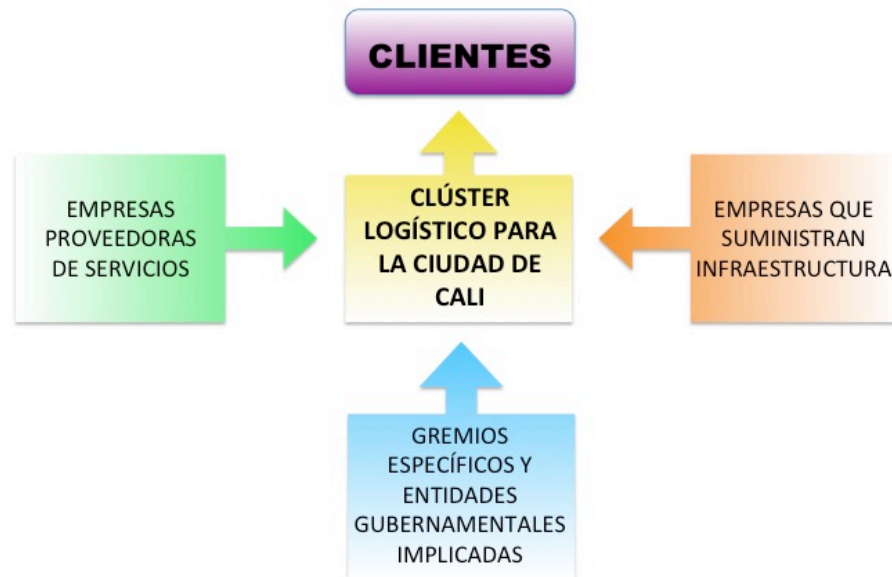 CLIENTES
EMPRESAS
PROVEEDORAS
DE SERVICIOS
CLÚSTER
LOGÍSTICO PARA
LA CIUDAD DE
CALI
EMPRESAS QUE
SUMINISTRAN
INFRAESTRUCTURA
GREMIOS
ESPECÍFICOS Y
ENTIDADES
GUBERNAMENTALES
IMPLICADAS